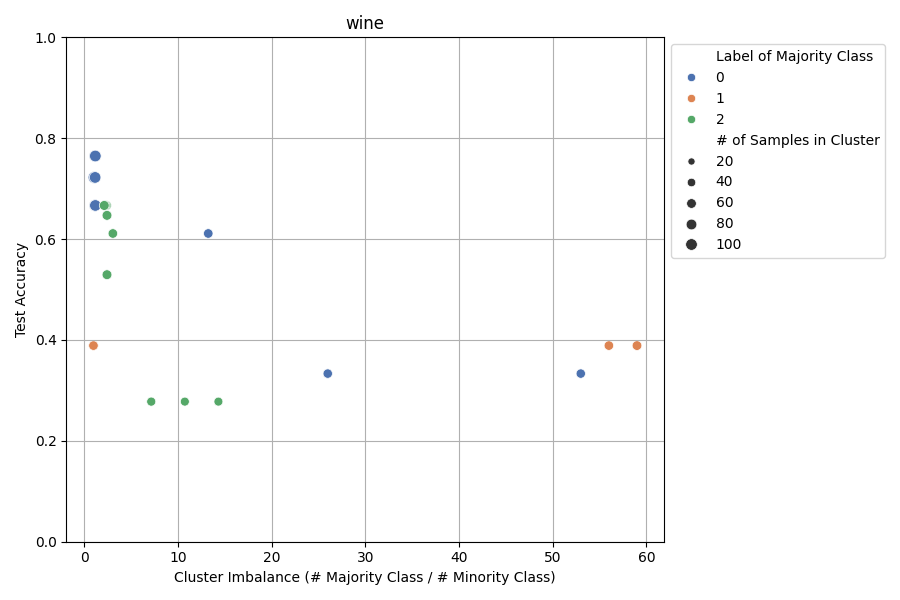 wine
1.0
0.8
0.6
0.4
0.2
0.0
Test Accuracy
0 10 20 30 40 50 60
Cluster Imbalance (# Majority Class / # Minority Class)
Label of Majority Class
0
1
2
# of Samples in Cluster
20
40
60
80
100